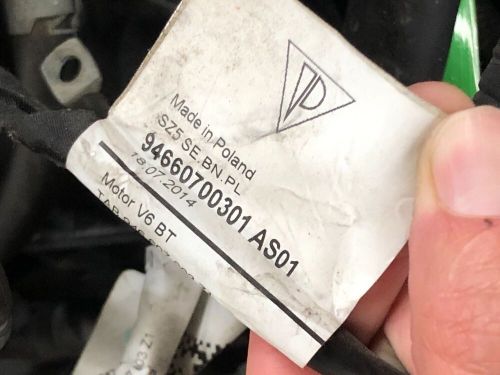 Made in Poland
SZ5.SE.BN.PL
94660700301 AS01
18.07.2014
Motor V6 BT